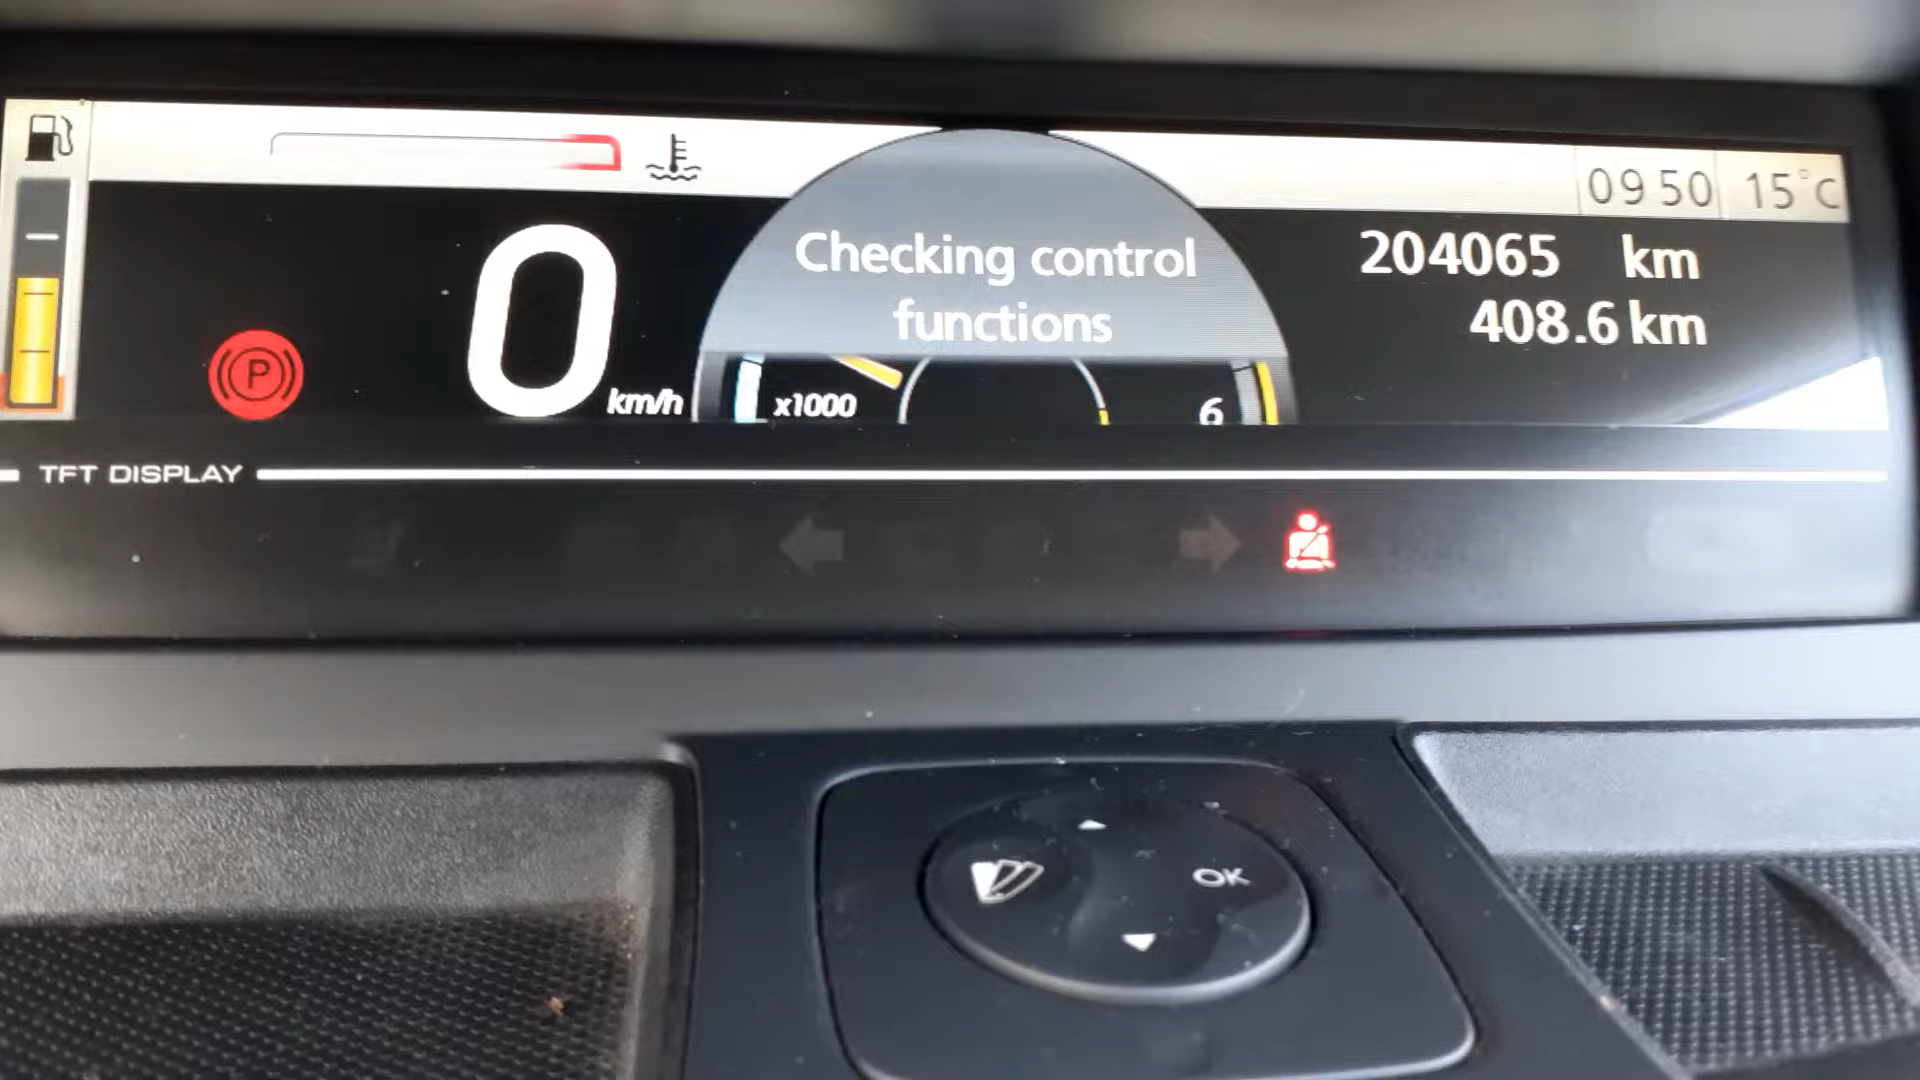 09 50
15°C
Checking control
functions
204065 km
408.6 km
P
0
km/h
x1000
6
TFT DISPLAY
OK